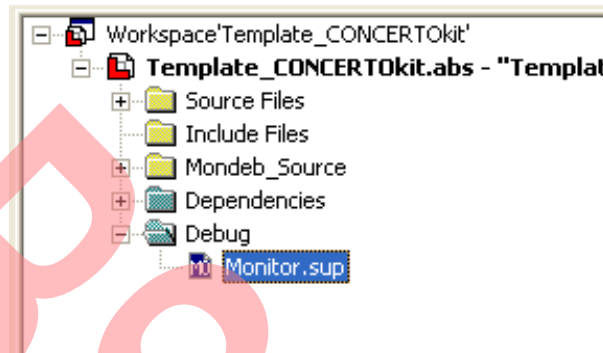 Workspace'Template_CONCERTOkit'
Template_CONCERTOkit.abs - "Templat
Source Files
Include Files
Mondeb_Source
Dependencies
Debug
Monitor.sup